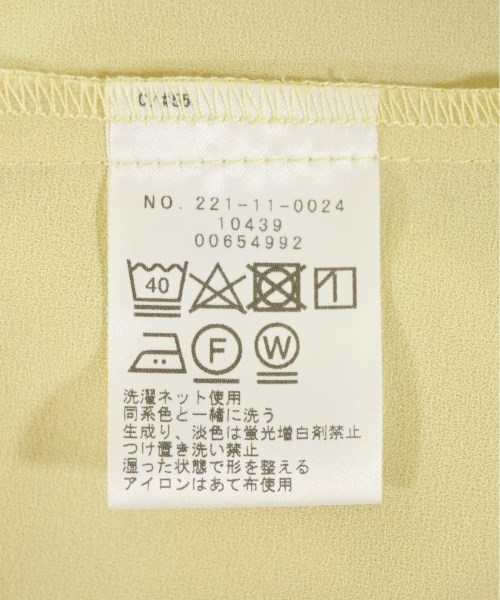 NO. 221-11-0024
10439
00654992
40
F W
洗濯ネット使用
同系色と一緒に洗う
生成り、淡色は蛍光増白剤禁止
つけ置き洗い禁止
湿った状態で形を整える
アイロンはあて布使用